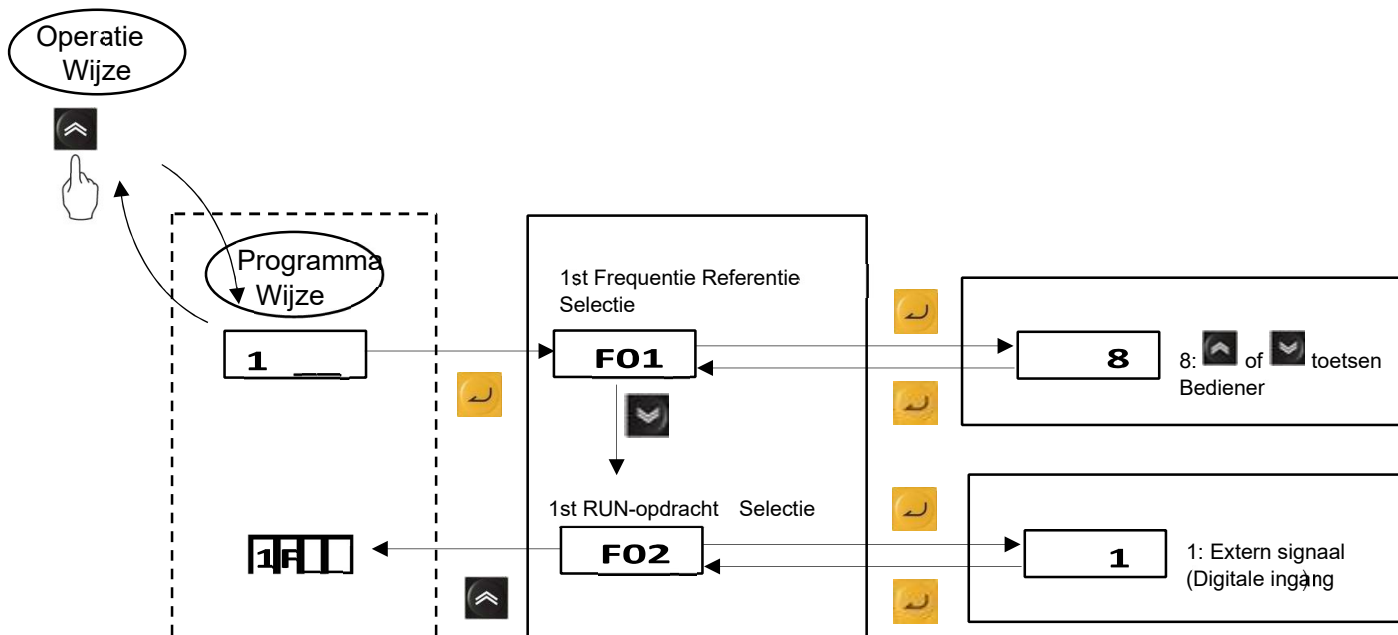 Operatie
Wijze
Programma
Wijze
1 __
1st Frequentie Referentie
Selectie
F01
8
8: of toetsen
Bediener
1st RUN-opdracht Selectie
F02
1
1: Extern signaal
(Digitale ingang)